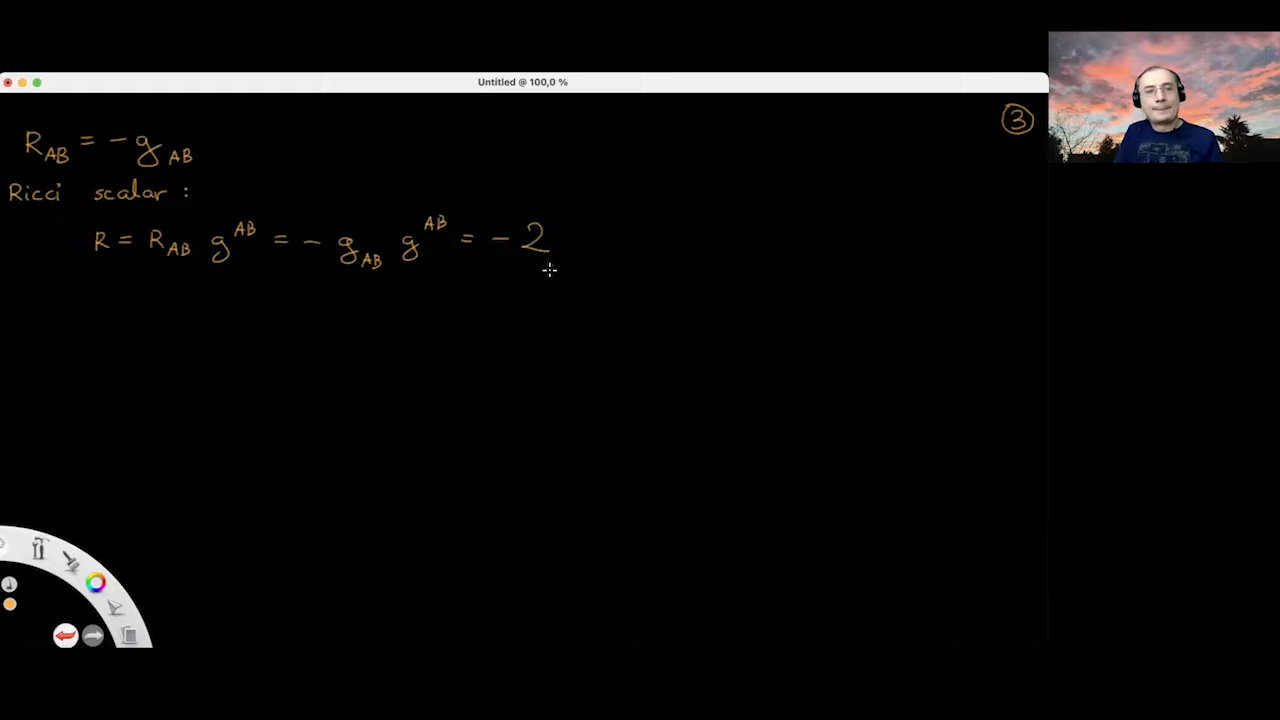 Untitled @ 100,0 %
③
R_AB = - g_AB
Ricci scalar :
R = R_AB g^AB = - g_AB g^AB = - 2